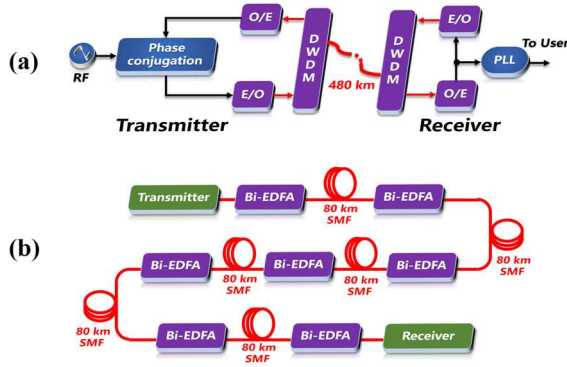 (a)
RF
Phase
conjugation
O/E
E/O
DWDM
480 km
DWDM
E/O
O/E
PLL
To User
Transmitter
Receiver
(b)
Transmitter
Bi-EDFA
80 km
SMF
Bi-EDFA
80 km
SMF
Bi-EDFA
80 km
SMF
Bi-EDFA
80 km
SMF
Bi-EDFA
80 km
SMF
Bi-EDFA
80 km
SMF
Bi-EDFA
Receiver